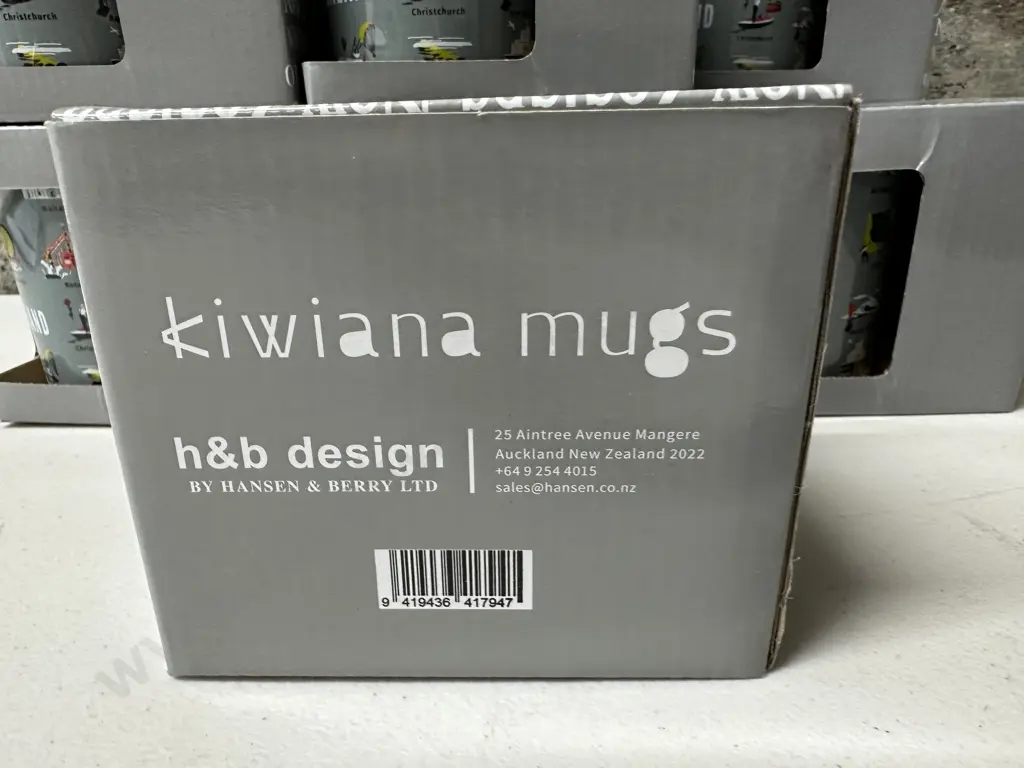 Christchurch
kiwiana mugs
h&b design
BY HANSEN & BERRY LTD
25 Aintree Avenue Mangere
Auckland New Zealand 2022
+64 9 254 4015
sales@hansen.co.nz
9 419436 417947